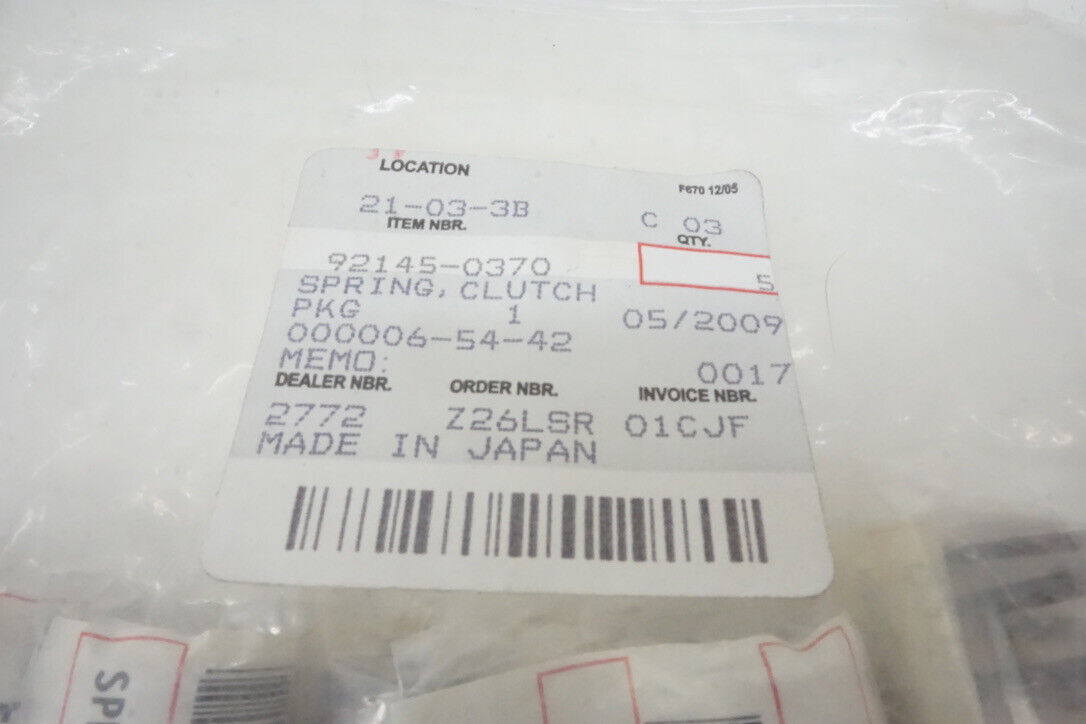 LOCATION
F670 12/05
21-03-3B C 03
ITEM NBR. QTY.
92145-0370 5
SPRING, CLUTCH
PKG 1 05/2009
000006-54-42
MEMO: 0017
DEALER NBR. ORDER NBR. INVOICE NBR.
2772 Z26LSR 01CJF
MADE IN JAPAN